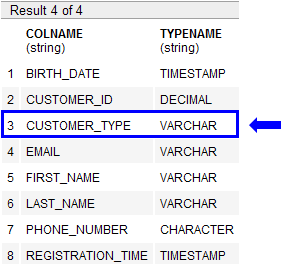 Result 4 of 4
COLNAME TYPENAME
(string) (string)
1 BIRTH_DATE TIMESTAMP
2 CUSTOMER_ID DECIMAL
3 CUSTOMER_TYPE VARCHAR
4 EMAIL VARCHAR
5 FIRST_NAME VARCHAR
6 LAST_NAME VARCHAR
7 PHONE_NUMBER CHARACTER
8 REGISTRATION_TIME TIMESTAMP